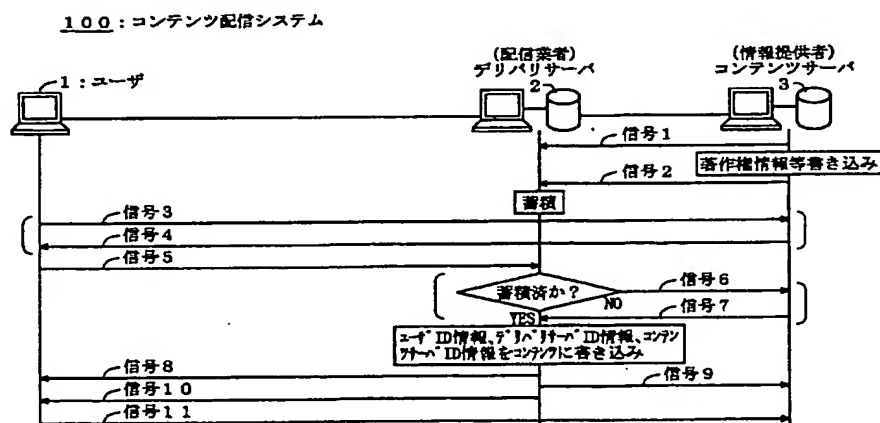 １００：コンテンツ配信システム
１：ユーザ
(配信業者)
デリバリサーバ
２
(情報提供者)
コンテンツサーバ
３
信号１
著作権情報等書き込み
信号２
蓄積
信号３
信号４
信号５
蓄積済か？
信号６
NO
信号７
YES
ユーザID情報、デリバリサーバID情報、コンテン
ツサーバID情報をコンテンツに書き込み
信号８
信号９
信号１０
信号１１